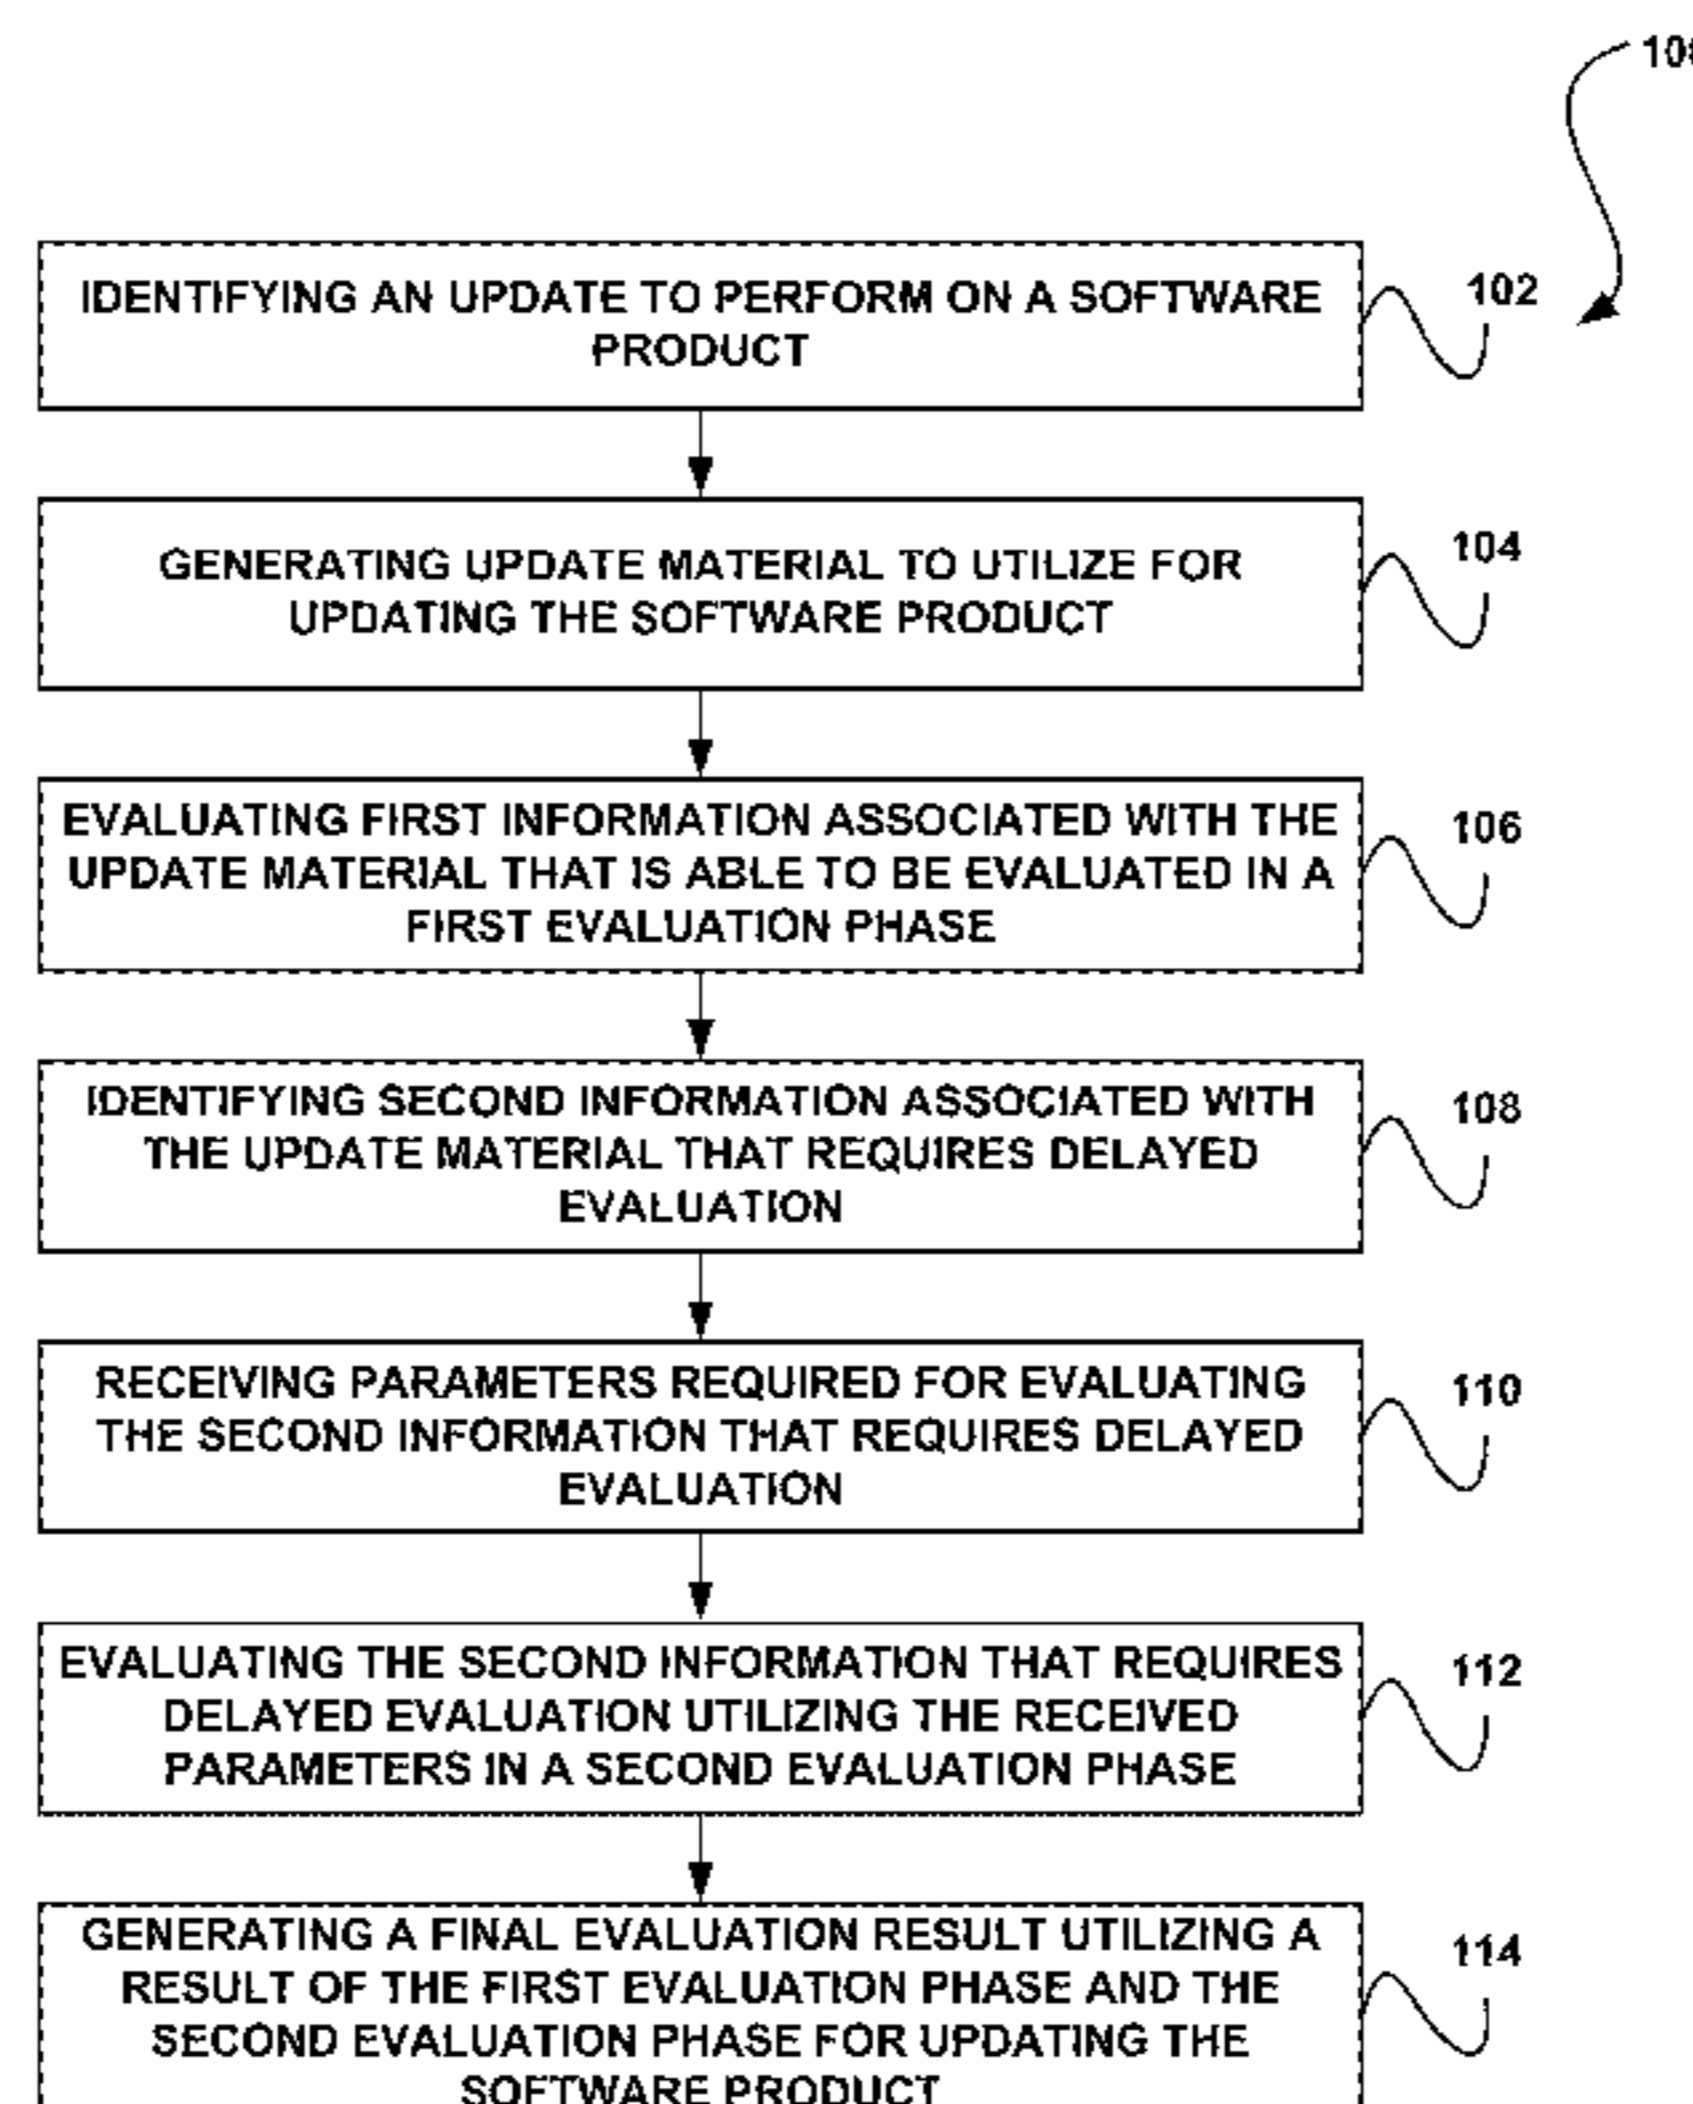 IDENTIFYING AN UPDATE TO PERFORM ON A SOFTWARE
PRODUCT
102
GENERATING UPDATE MATERIAL TO UTILIZE FOR
UPDATING THE SOFTWARE PRODUCT
104
EVALUATING FIRST INFORMATION ASSOCIATED WITH THE
UPDATE MATERIAL THAT IS ABLE TO BE EVALUATED IN A
FIRST EVALUATION PHASE
106
IDENTIFYING SECOND INFORMATION ASSOCIATED WITH
THE UPDATE MATERIAL THAT REQUIRES DELAYED
EVALUATION
108
RECEIVING PARAMETERS REQUIRED FOR EVALUATING
THE SECOND INFORMATION THAT REQUIRES DELAYED
EVALUATION
110
EVALUATING THE SECOND INFORMATION THAT REQUIRES
DELAYED EVALUATION UTILIZING THE RECEIVED
PARAMETERS IN A SECOND EVALUATION PHASE
112
GENERATING A FINAL EVALUATION RESULT UTILIZING A
RESULT OF THE FIRST EVALUATION PHASE AND THE
SECOND EVALUATION PHASE FOR UPDATING THE
SOFTWARE PRODUCT
114